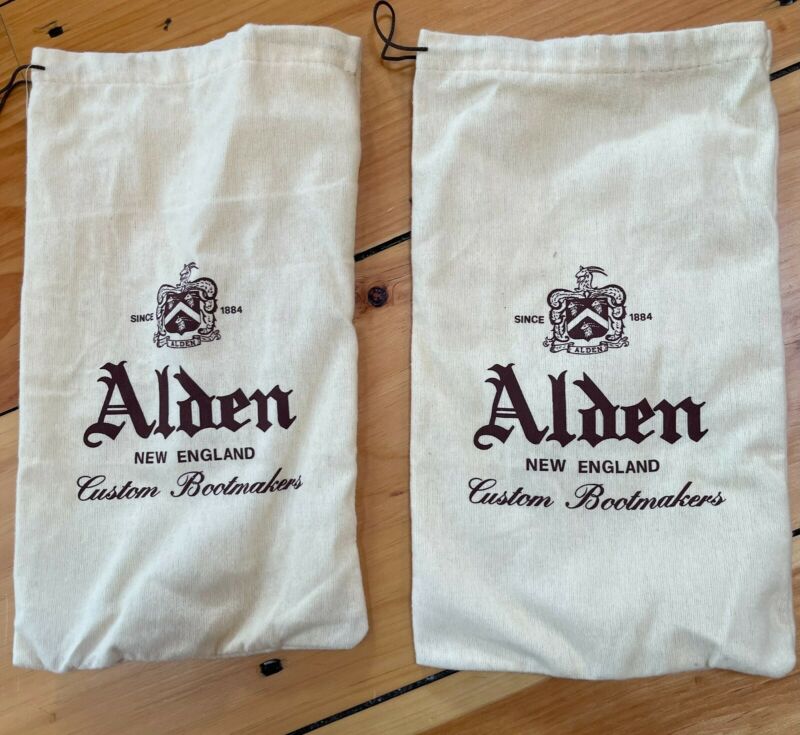 SINCE 1884
ALDEN
Alden
NEW ENGLAND
Custom Bootmakers
SINCE 1884
ALDEN
Alden
NEW ENGLAND
Custom Bootmakers